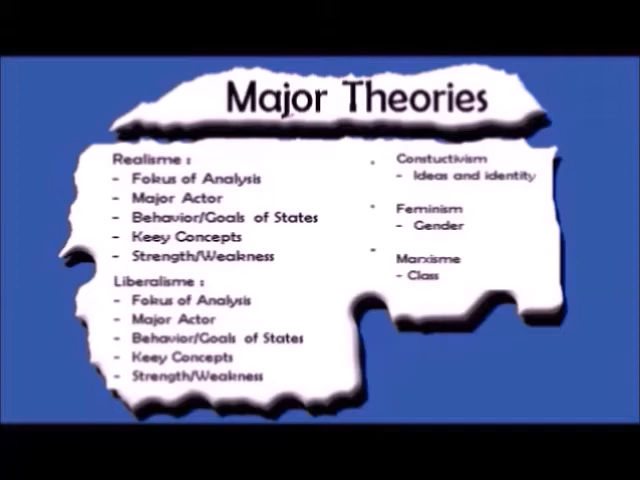 Major Theories
Realisme :
- Fokus of Analysis
- Major Actor
- Behavior/Goals of States
- Keey Concepts
- Strength/Weakness
Liberalisme :
- Fokus of Analysis
- Major Actor
- Behavior/Goals of States
- Keey Concepts
- Strength/Weakness
Constuctivism
- Ideas and identity
Feminism
- Gender
Marxisme
- Class